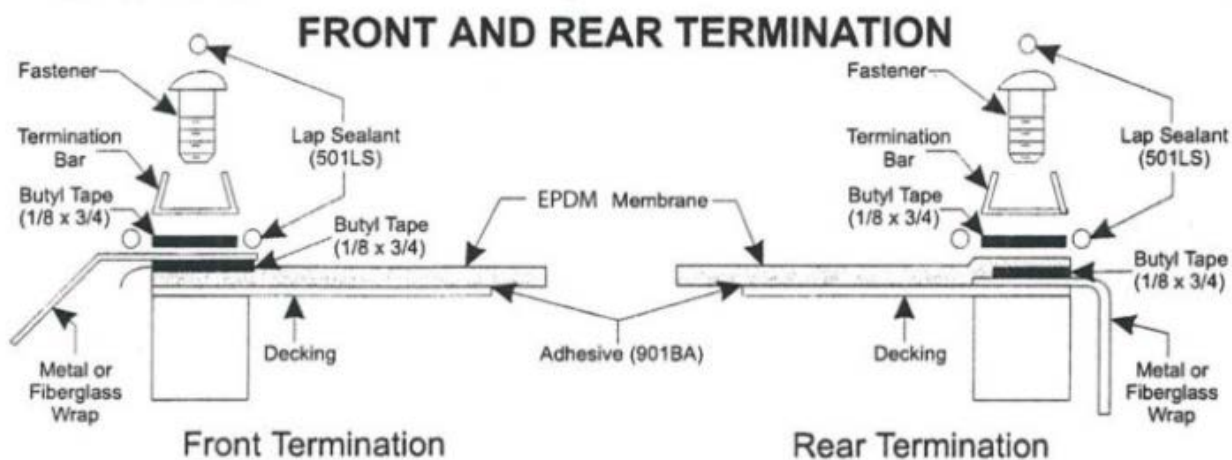 FRONT AND REAR TERMINATION
Fastener
Termination
Bar
Butyl Tape
(1/8 x 3/4)
Lap Sealant
(501LS)
Butyl Tape
(1/8 x 3/4)
EPDM Membrane
Fastener
Termination
Bar
Butyl Tape
(1/8 x 3/4)
Lap Sealant
(501LS)
Butyl Tape
(1/8 x 3/4)
Metal or
Fiberglass
Wrap
Decking
Adhesive (901BA)
Decking
Metal or
Fiberglass
Wrap
Front Termination
Rear Termination